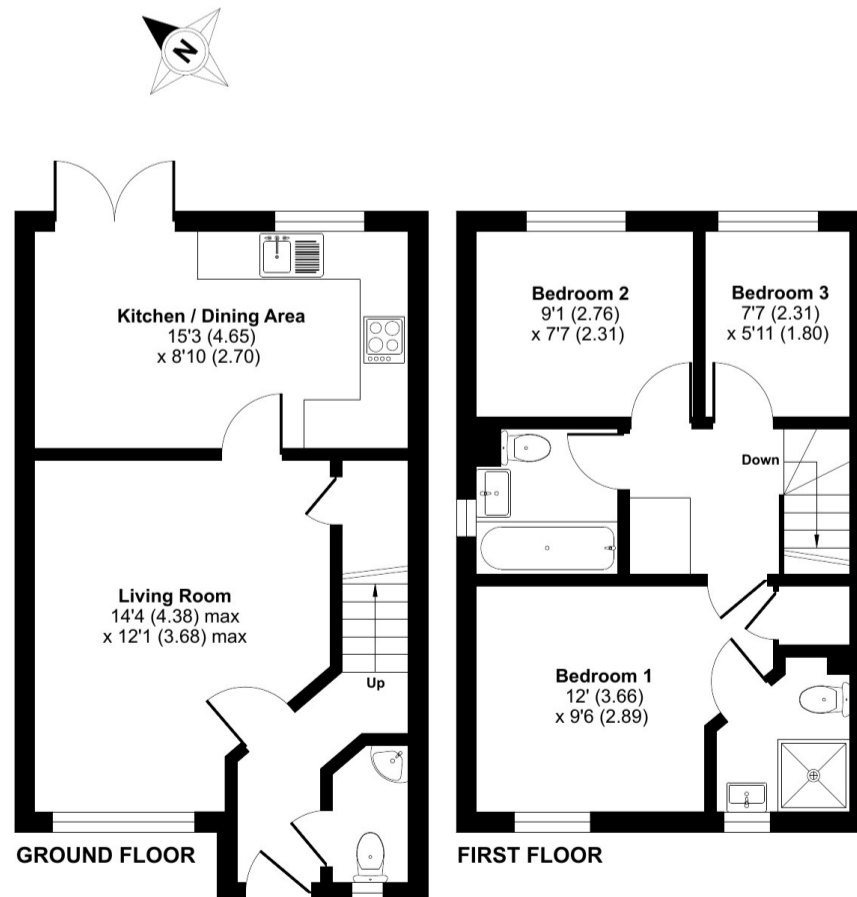 N
Kitchen / Dining Area
15'3 (4.65)
x 8'10 (2.70)
Living Room
14'4 (4.38) max
x 12'1 (3.68) max
Up
GROUND FLOOR
Bedroom 2
9'1 (2.76)
x 7'7 (2.31)
Bedroom 3
7'7 (2.31)
x 5'11 (1.80)
Down
Bedroom 1
12' (3.66)
x 9'6 (2.89)
FIRST FLOOR